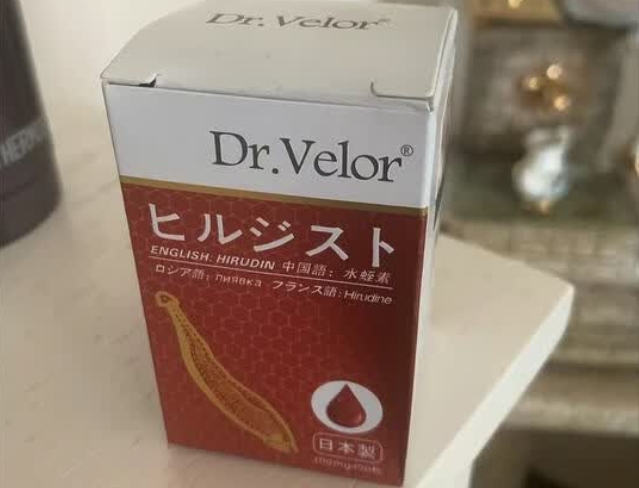 Dr.Velor®
Dr.Velor®
ヒルジスト
ENGLISH: HIRUDIN 中国語：水蛭素
ロシア語：пиявка フランス語：Hirudine
日本製